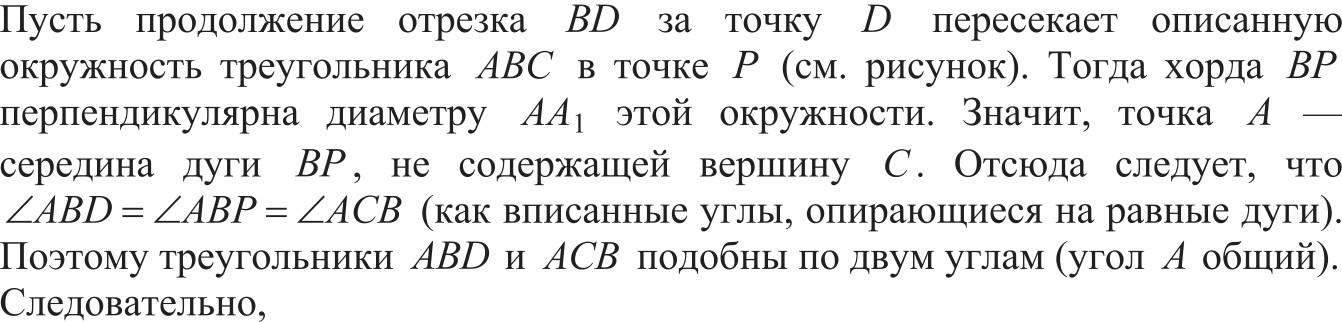 Пусть продолжение отрезка BD за точку D пересекает описанную
окружность треугольника ABC в точке P (см. рисунок). Тогда хорда BP
перпендикулярна диаметру AA₁ этой окружности. Значит, точка A —
середина дуги BP, не содержащей вершину C. Отсюда следует, что
∠ABD = ∠ABP = ∠ACB (как вписанные углы, опирающиеся на равные дуги).
Поэтому треугольники ABD и ACB подобны по двум углам (угол A общий).
Следовательно,